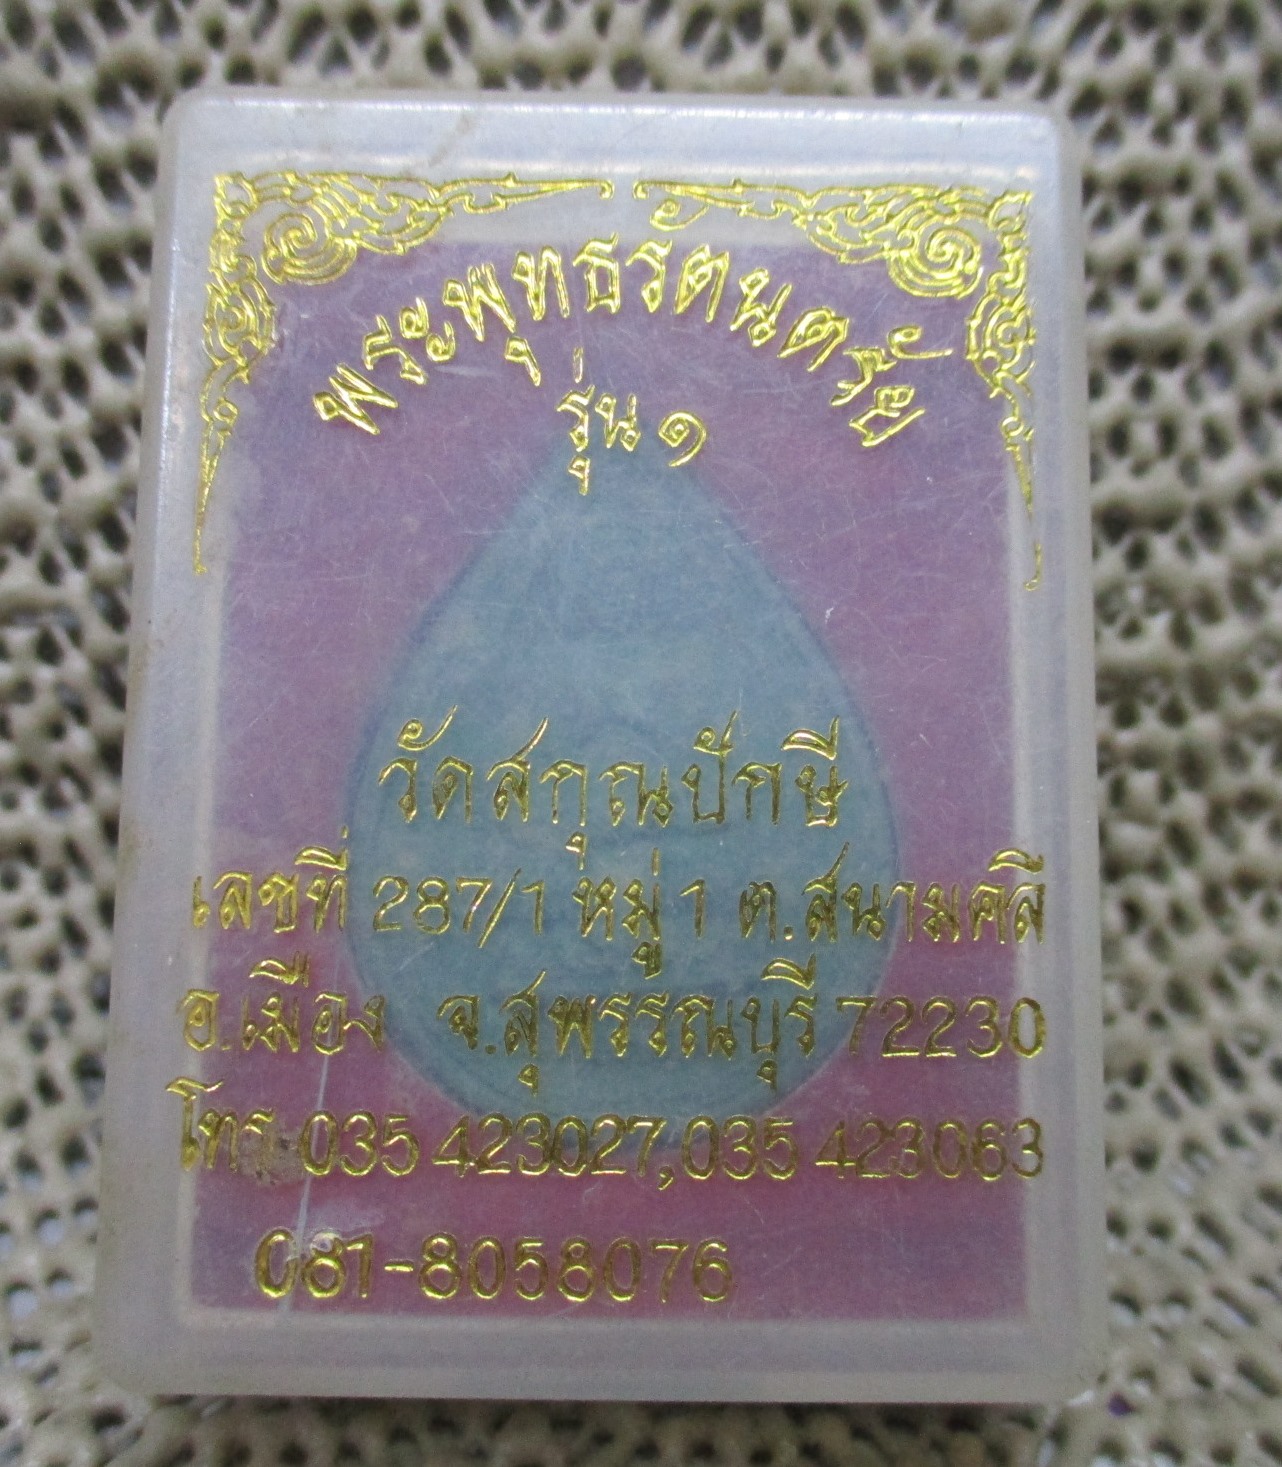 พระพุทธรัตนตรัย
รุ่น ๑
วัดสกุณปักษี
เลขที่ 287/1 หมู่ 1 ต.สนามคลี
อ.เมือง จ.สุพรรณบุรี 72230
โทร. 035 423027,035 423063
081-8058076